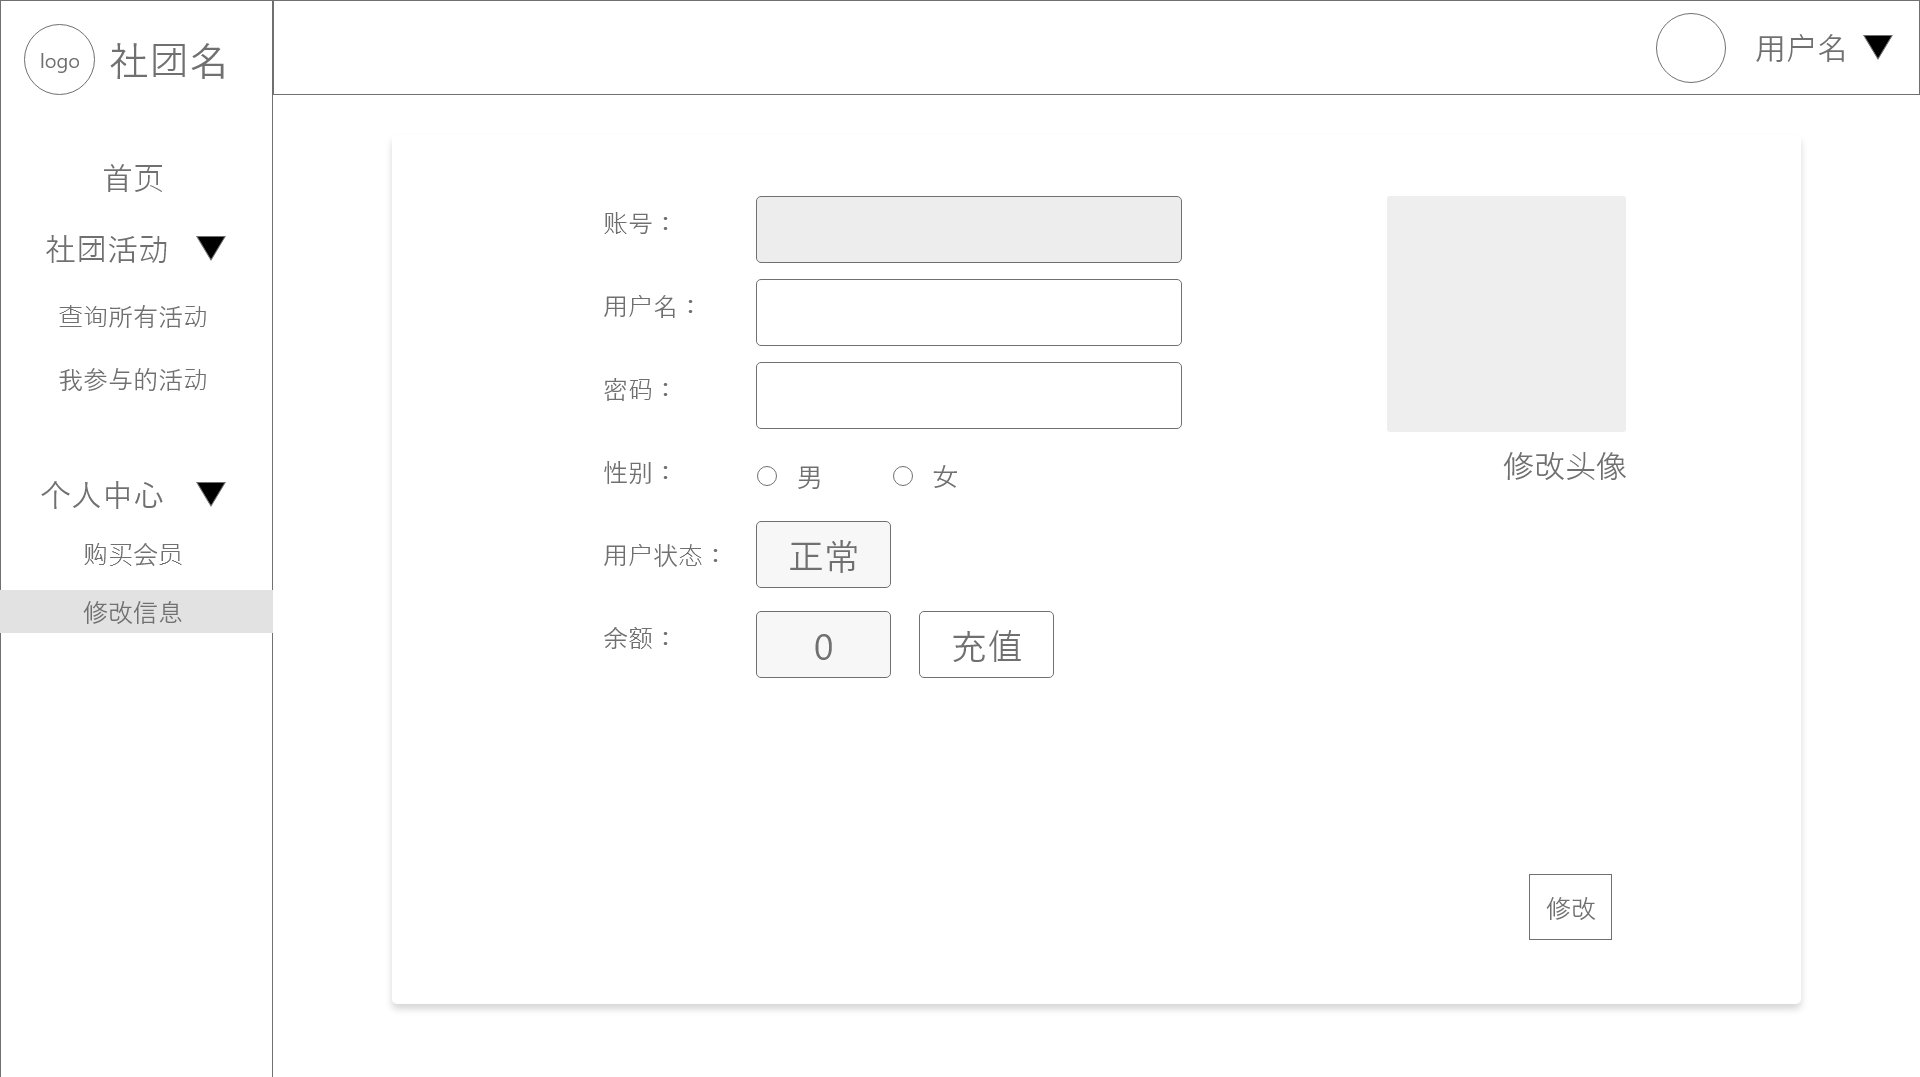 logo 社团名
用户名
首页
社团活动
查询所有活动
我参与的活动
个人中心
购买会员
修改信息
账号：
用户名：
密码：
性别： 男 女
用户状态： 正常
余额： 0 充值
修改头像
修改